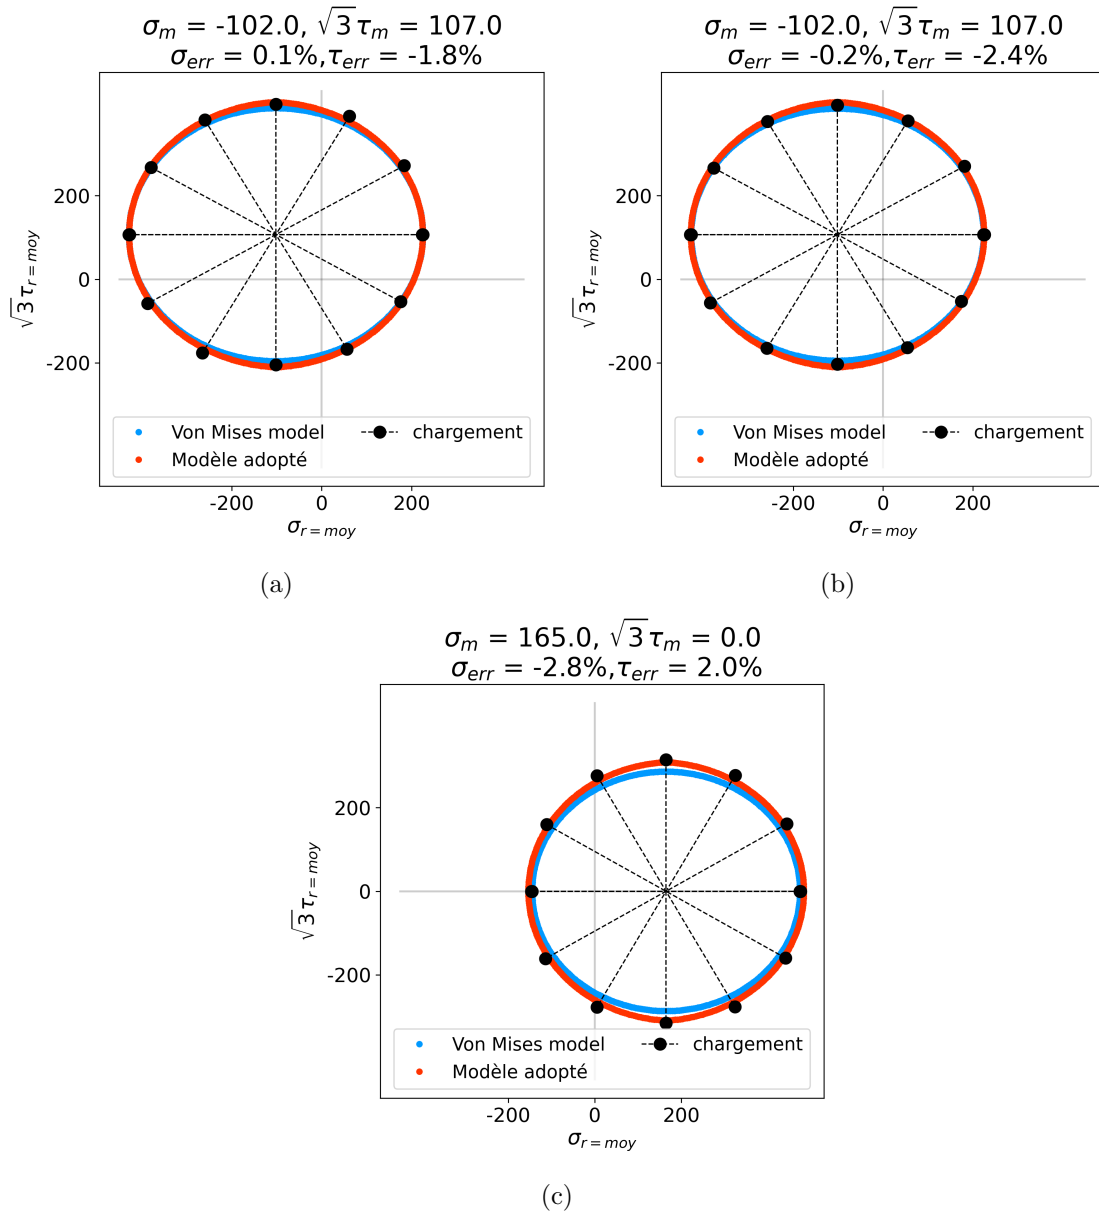 σm = -102.0, √3τm = 107.0
σerr = 0.1%,τerr = -1.8%
√3τr=moy
200
0
-200
Von Mises model
chargement
Modèle adopté
-200 0 200
σr=moy
(a)
σm = -102.0, √3τm = 107.0
σerr = -0.2%,τerr = -2.4%
√3τr=moy
200
0
-200
Von Mises model
chargement
Modèle adopté
-200 0 200
σr=moy
(b)
σm = 165.0, √3τm = 0.0
σerr = -2.8%,τerr = 2.0%
√3τr=moy
200
0
-200
Von Mises model
chargement
Modèle adopté
-200 0 200
σr=moy
(c)